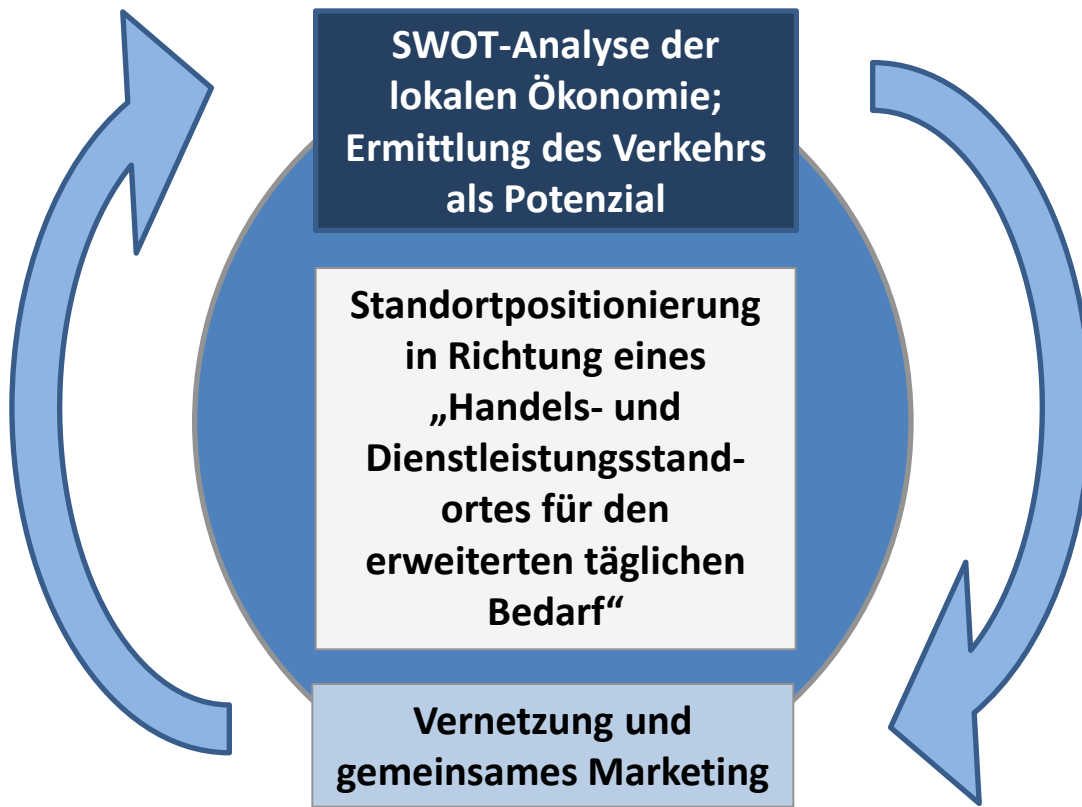 SWOT-Analyse der
lokalen Ökonomie;
Ermittlung des Verkehrs
als Potenzial
Standortpositionierung
in Richtung eines
„Handels- und
Dienstleistungsstand-
ortes für den
erweiterten täglichen
Bedarf“
Vernetzung und
gemeinsames Marketing